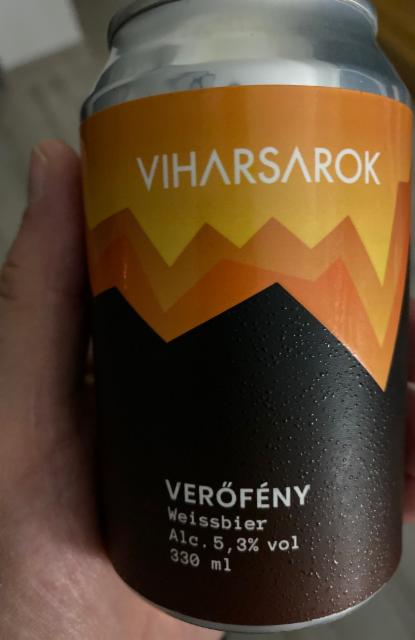 VIHARSAROK
VERŐFÉNY
Weissbier
Alc. 5,3% vol
330 ml